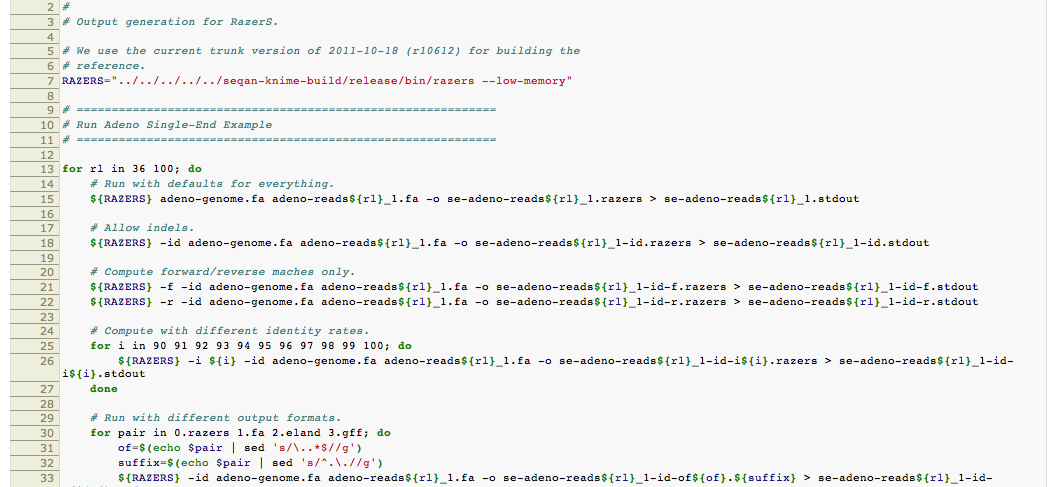 2 #
3 # Output generation for RazerS.
4
5 # We use the current trunk version of 2011-10-18 (r10612) for building the
6 # reference.
7 RAZERS="../../../../../seqan-knime-build/release/bin/razers --low-memory"
8
9 # ============================================================
10 # Run Adeno Single-End Example
11 # ============================================================
12
13 for rl in 36 100; do
14     # Run with defaults for everything.
15     ${RAZERS} adeno-genome.fa adeno-reads${rl}_1.fa -o se-adeno-reads${rl}_1.razers > se-adeno-reads${rl}_1.stdout
16
17     # Allow indels.
18     ${RAZERS} -id adeno-genome.fa adeno-reads${rl}_1.fa -o se-adeno-reads${rl}_1-id.razers > se-adeno-reads${rl}_1-id.stdout
19
20     # Compute forward/reverse maches only.
21     ${RAZERS} -f -id adeno-genome.fa adeno-reads${rl}_1.fa -o se-adeno-reads${rl}_1-id-f.razers > se-adeno-reads${rl}_1-id-f.stdout
22     ${RAZERS} -r -id adeno-genome.fa adeno-reads${rl}_1.fa -o se-adeno-reads${rl}_1-id-r.razers > se-adeno-reads${rl}_1-id-r.stdout
23
24     # Compute with different identity rates.
25     for i in 90 91 92 93 94 95 96 97 98 99 100; do
26         ${RAZERS} -i ${i} -id adeno-genome.fa adeno-reads${rl}_1.fa -o se-adeno-reads${rl}_1-id-i${i}.razers > se-adeno-reads${rl}_1-id-
i${i}.stdout
27     done
28
29     # Run with different output formats.
30     for pair in 0.razers 1.fa 2.eland 3.gff; do
31         of=$(echo $pair | sed 's/\..*$//g')
32         suffix=$(echo $pair | sed 's/^.\.//g')
33         ${RAZERS} -id adeno-genome.fa adeno-reads${rl}_1.fa -o se-adeno-reads${rl}_1-id-of${of}.${suffix} > se-adeno-reads${rl}_1-id-